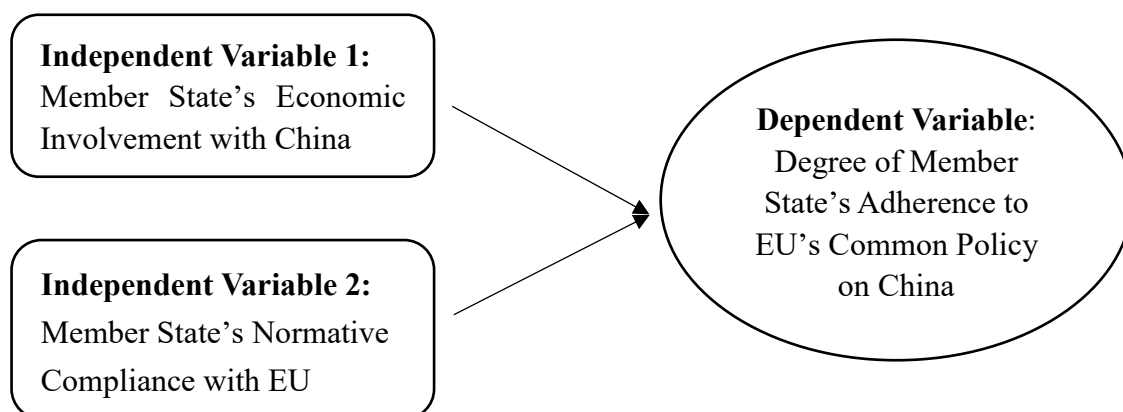 Independent Variable 1:
Member State’s Economic
Involvement with China
Independent Variable 2:
Member State’s Normative
Compliance with EU
Dependent Variable:
Degree of Member
State’s Adherence to
EU’s Common Policy
on China